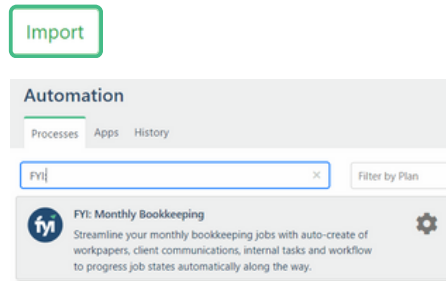 Import
Automation
Processes Apps History
FYI: Filter by Plan
fyi FYI: Monthly Bookkeeping
Streamline your monthly bookkeeping jobs with auto-create of
workpapers, client communications, internal tasks and workflow
to progress job states automatically along the way.